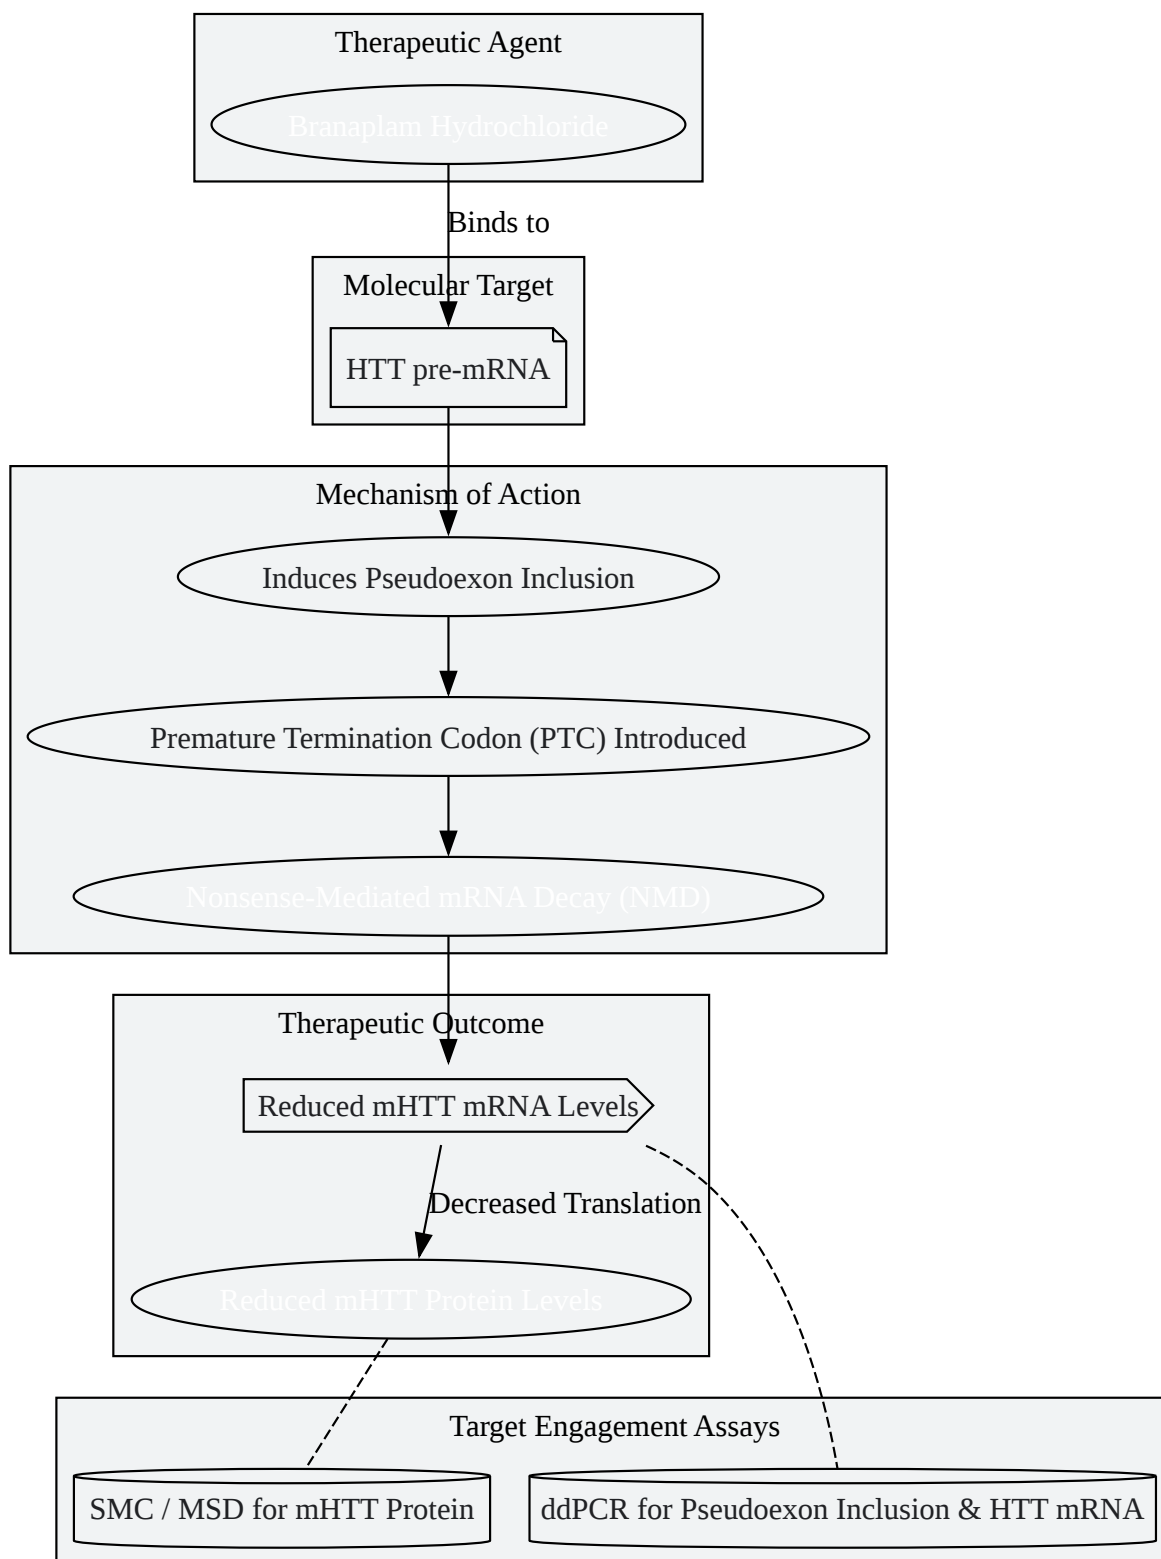 Therapeutic Agent
Branaplam Hydrochloride
Binds to
Molecular Target
HTT pre-mRNA
Mechanism of Action
Induces Pseudoexon Inclusion
Premature Termination Codon (PTC) Introduced
Nonsense-Mediated mRNA Decay (NMD)
Therapeutic Outcome
Reduced mHTT mRNA Levels
Decreased Translation
Reduced mHTT Protein Levels
Target Engagement Assays
SMC / MSD for mHTT Protein
ddPCR for Pseudoexon Inclusion & HTT mRNA